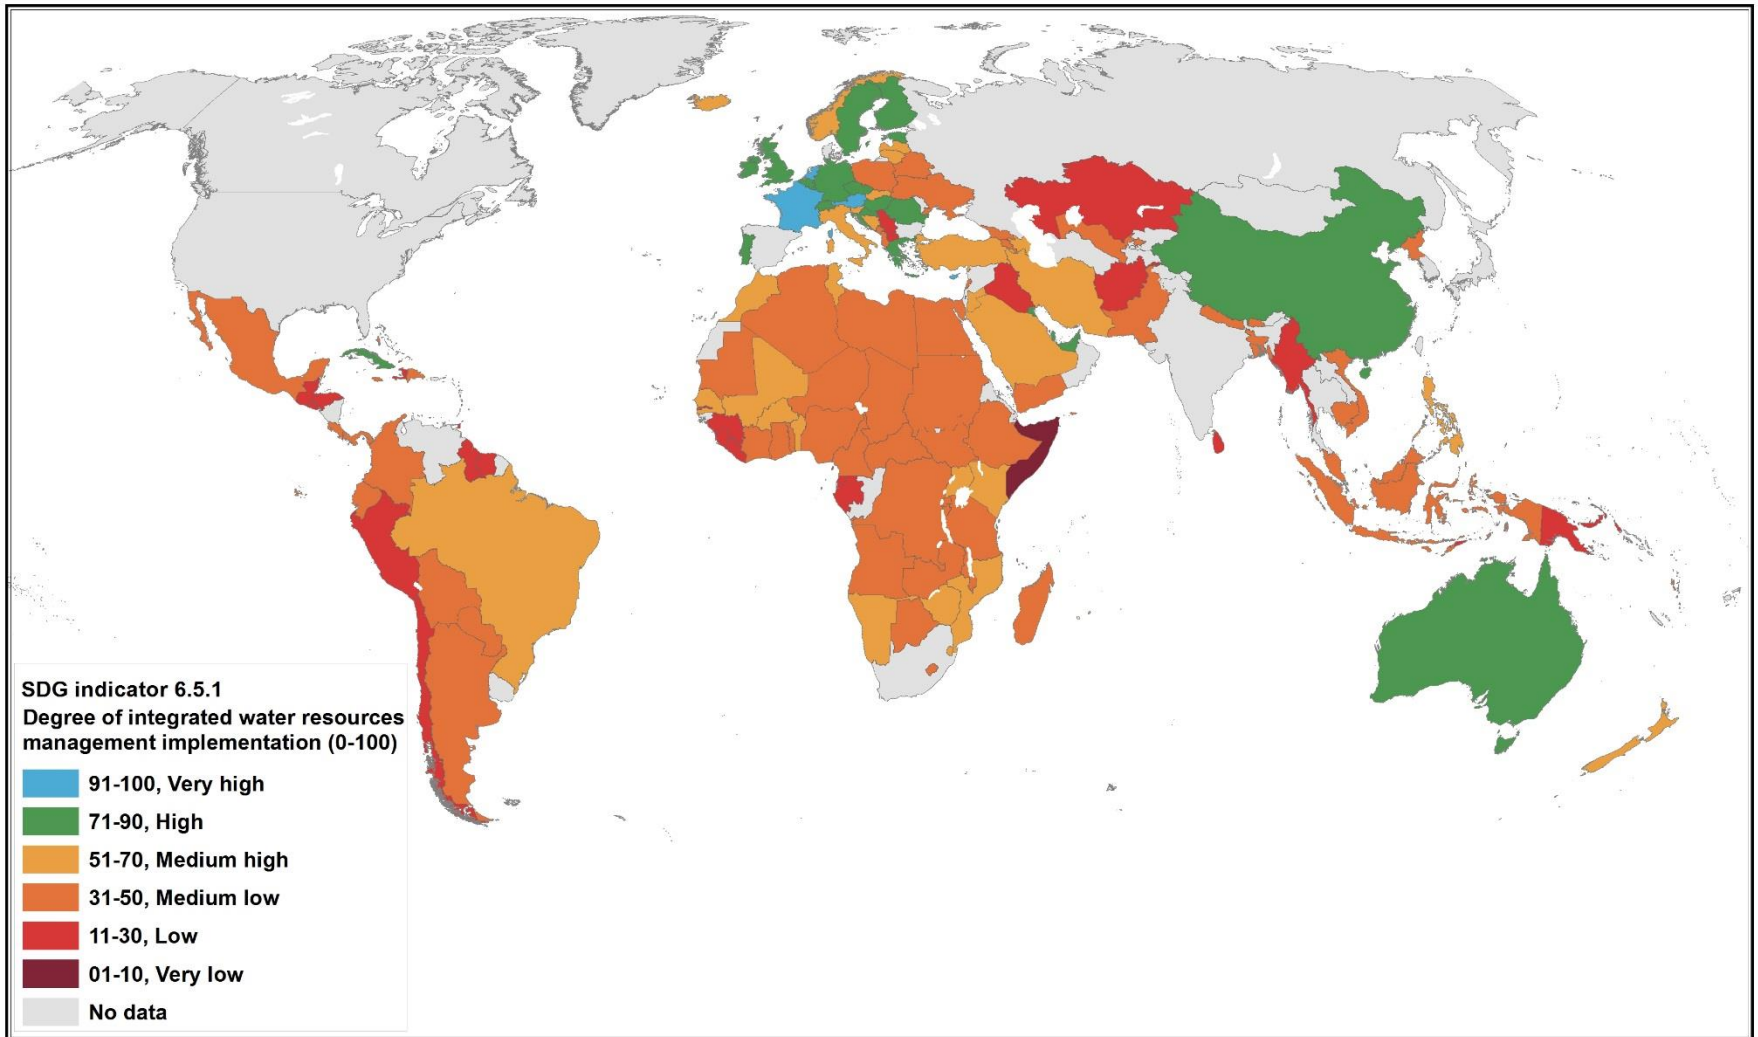 SDG indicator 6.5.1
Degree of integrated water resources
management implementation (0-100)
91-100, Very high
71-90, High
51-70, Medium high
31-50, Medium low
11-30, Low
01-10, Very low
No data